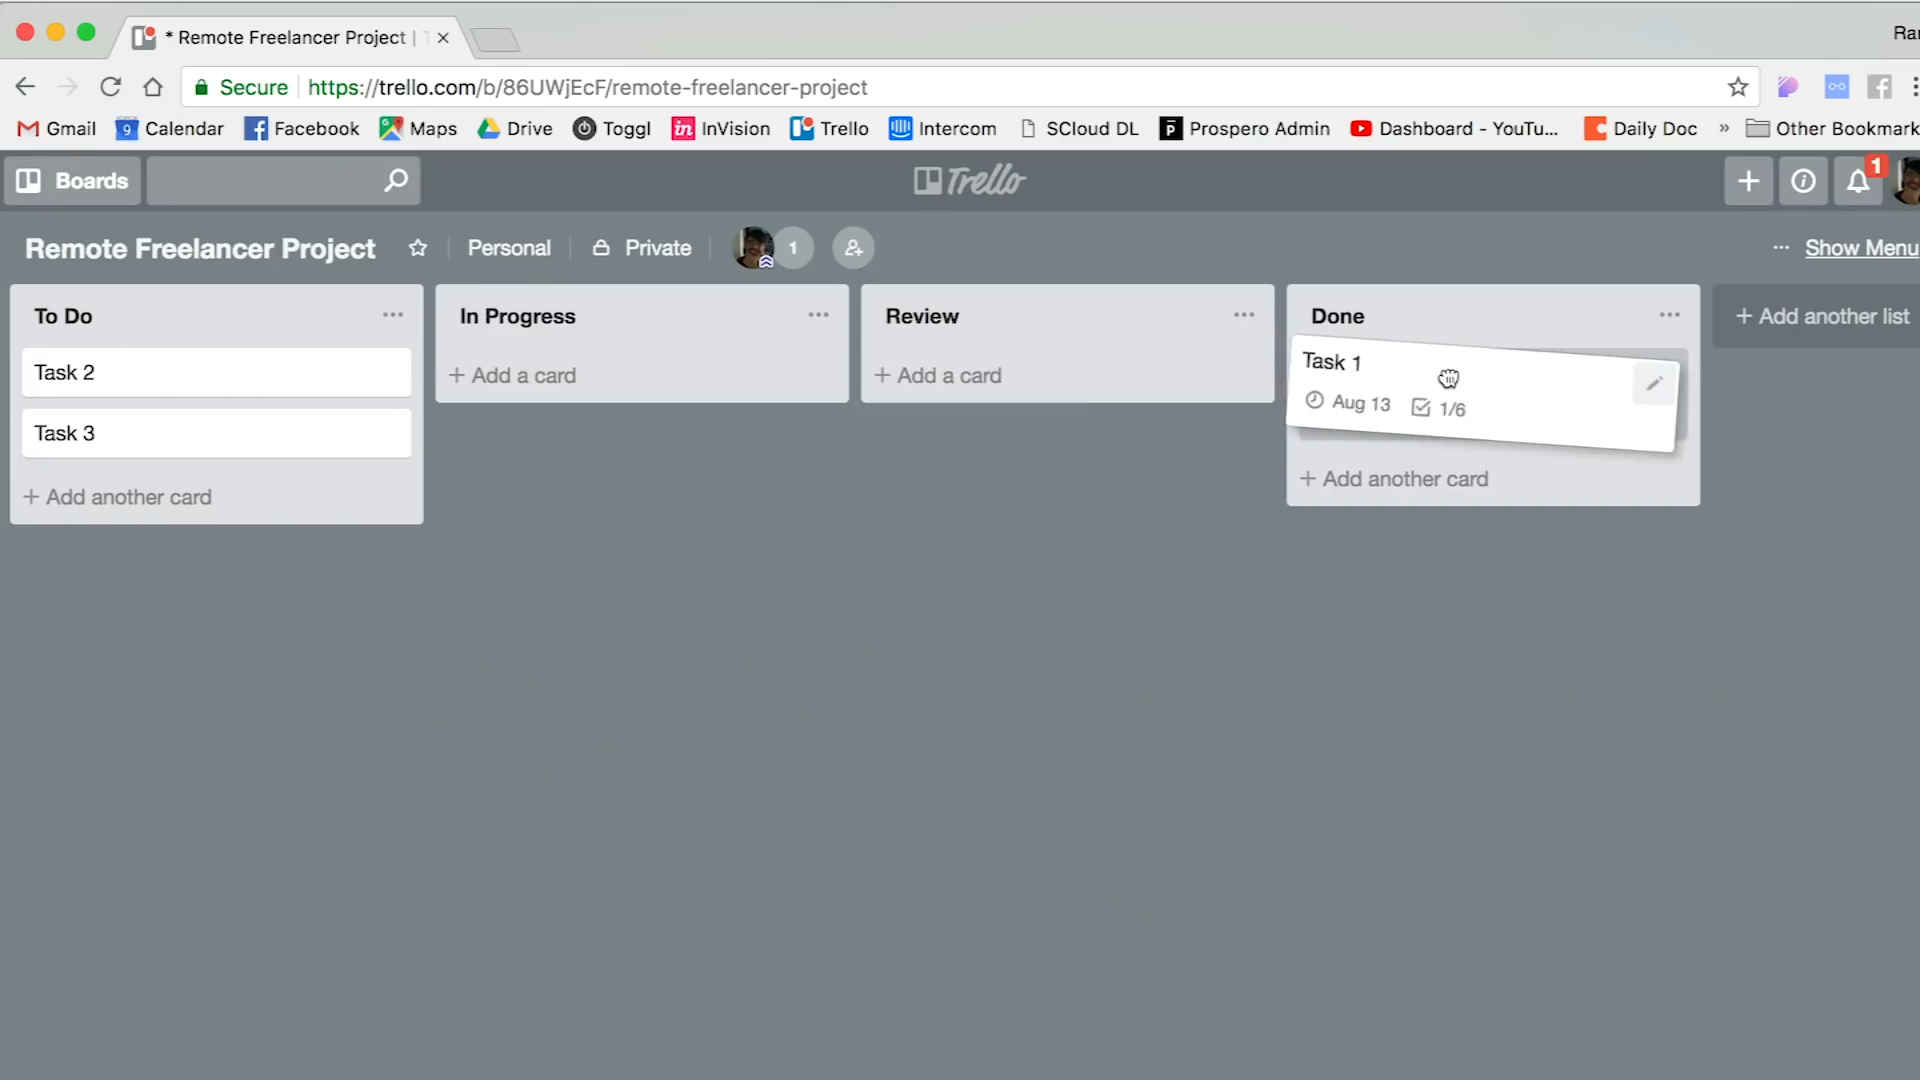 * Remote Freelancer Project |
Secure
https://trello.com/b/86UWjEcF/remote-freelancer-project
Gmail
9
Calendar
Facebook
Maps
Drive
Toggl
in
InVision
Trello
Intercom
SCloud DL
Prospero Admin
Dashboard - YouTu...
Daily Doc
»
Other Bookmark
Boards
Trello
1
Remote Freelancer Project
Personal
Private
1
Show Menu
To Do
Task 2
Task 3
+ Add another card
In Progress
+ Add a card
Review
+ Add a card
Done
Task 1
Aug 13
1/6
+ Add another card
+ Add another list